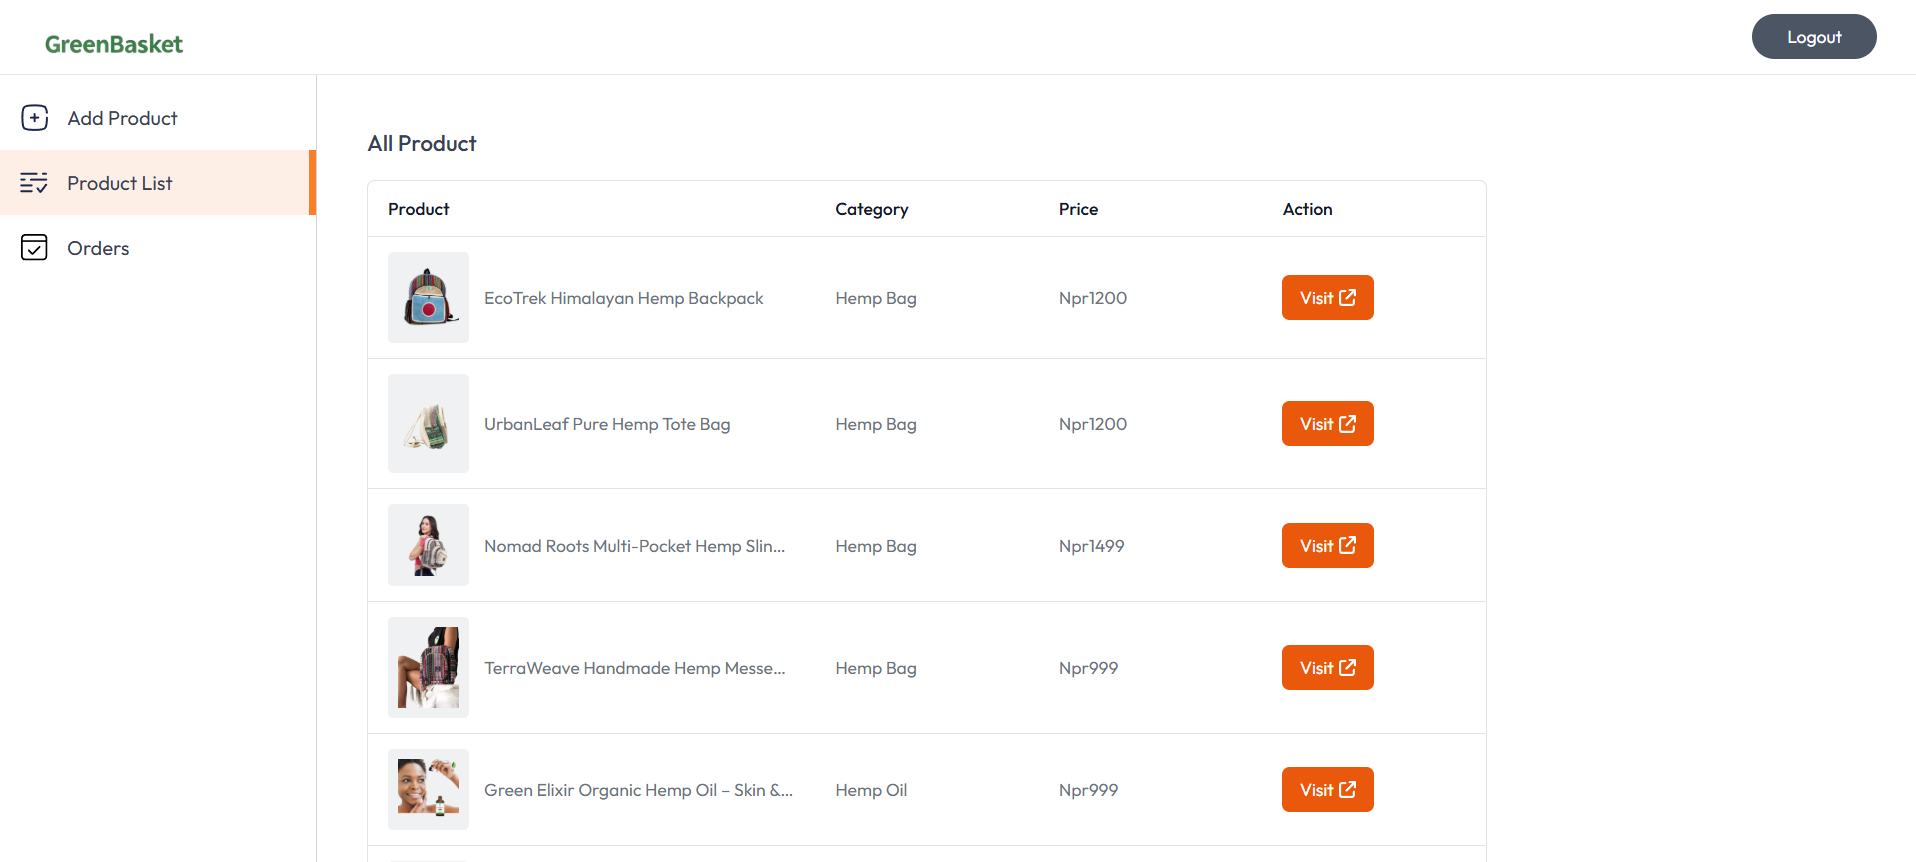 GreenBasket
Logout
Add Product
Product List
Orders
All Product
Product Category Price Action
EcoTrek Himalayan Hemp Backpack Hemp Bag Npr1200 Visit
UrbanLeaf Pure Hemp Tote Bag Hemp Bag Npr1200 Visit
Nomad Roots Multi-Pocket Hemp Slin... Hemp Bag Npr1499 Visit
TerraWeave Handmade Hemp Messe... Hemp Bag Npr999 Visit
Green Elixir Organic Hemp Oil – Skin &... Hemp Oil Npr999 Visit